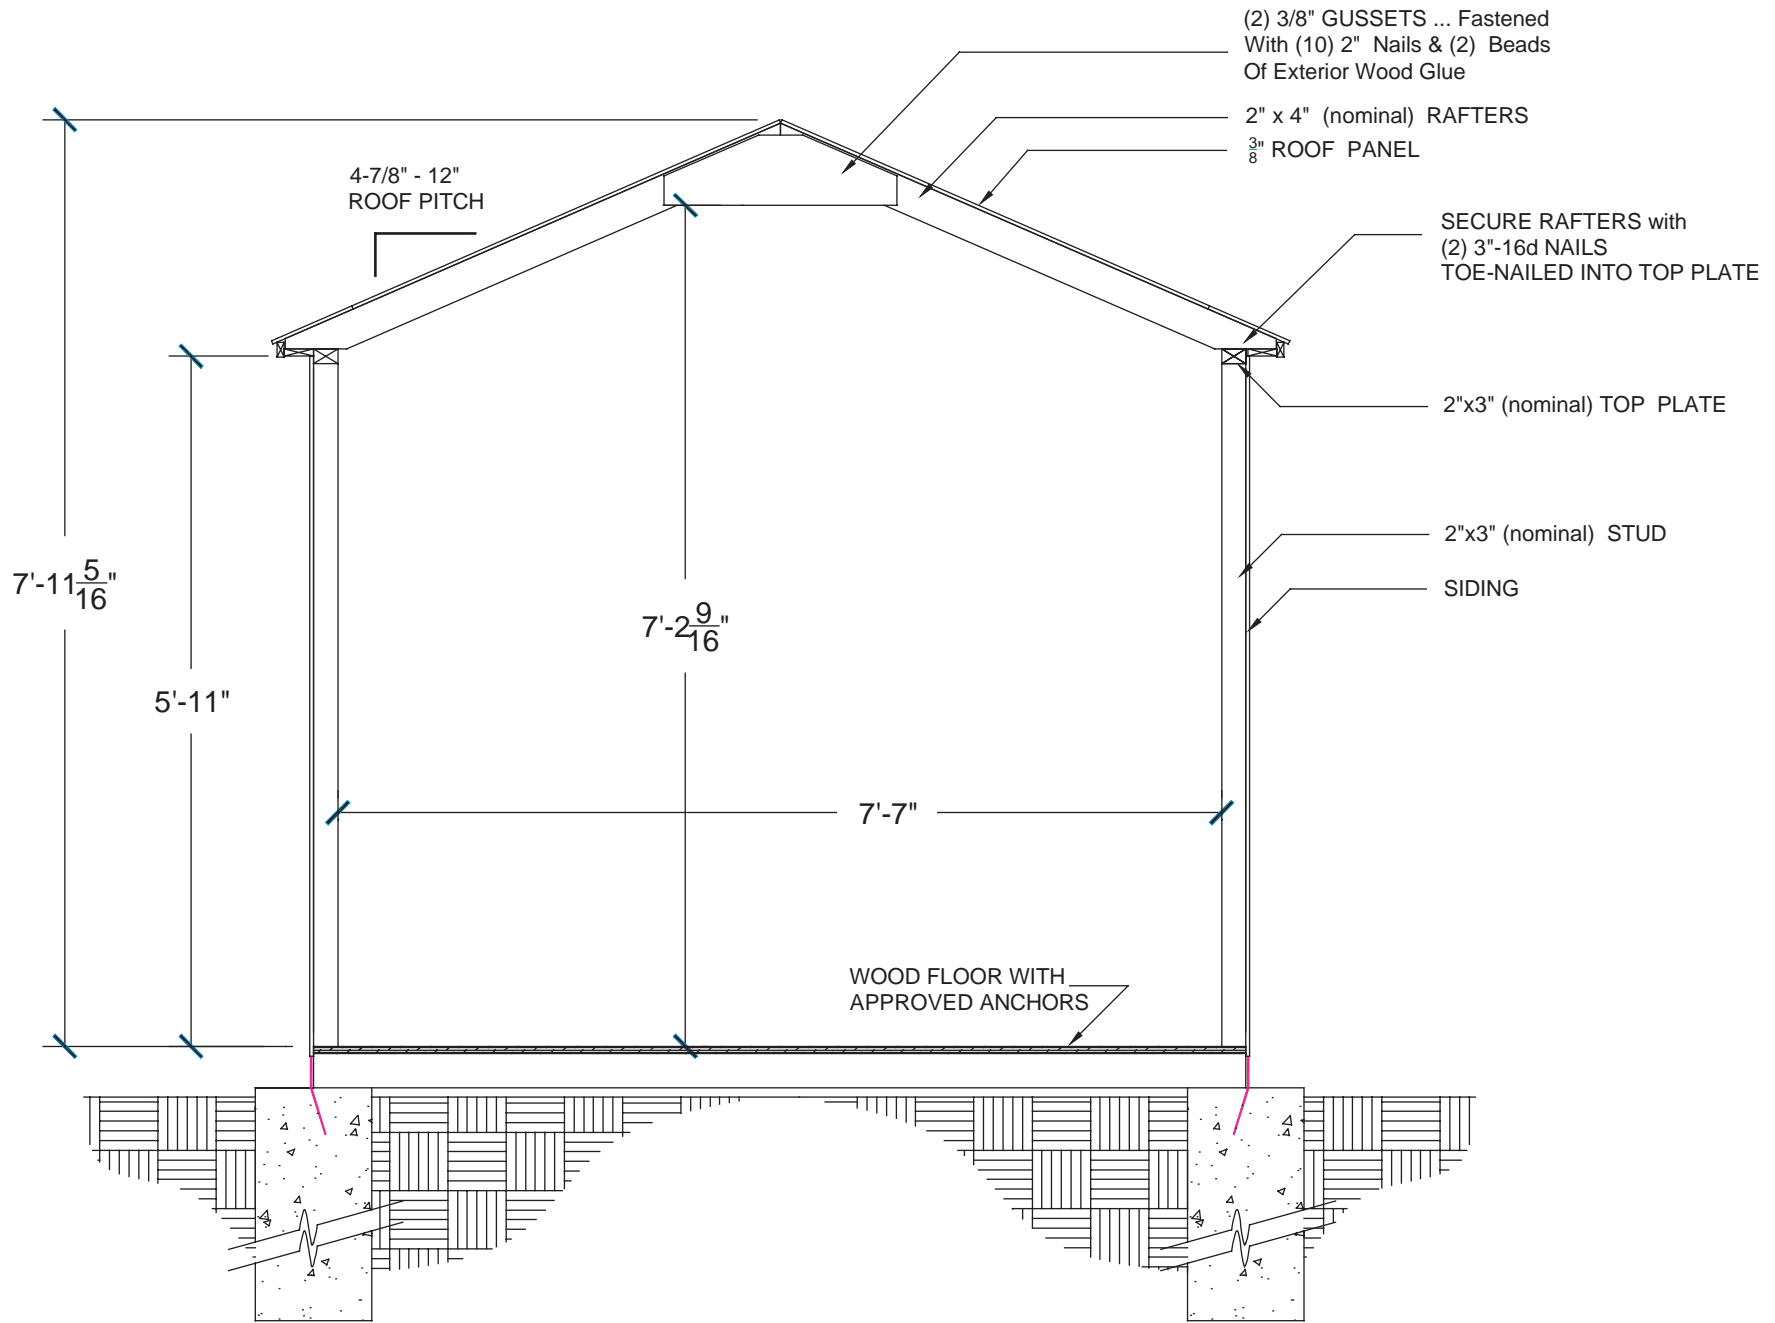 (2) 3/8" GUSSETS ... Fastened
With (10) 2" Nails & (2) Beads
Of Exterior Wood Glue
2" x 4" (nominal) RAFTERS
3/8" ROOF PANEL
4-7/8" - 12"
ROOF PITCH
SECURE RAFTERS with
(2) 3"-16d NAILS
TOE-NAILED INTO TOP PLATE
2"x3" (nominal) TOP PLATE
2"x3" (nominal) STUD
SIDING
7'-11 5/16"
7'-2 9/16"
5'-11"
7'-7"
WOOD FLOOR WITH
APPROVED ANCHORS